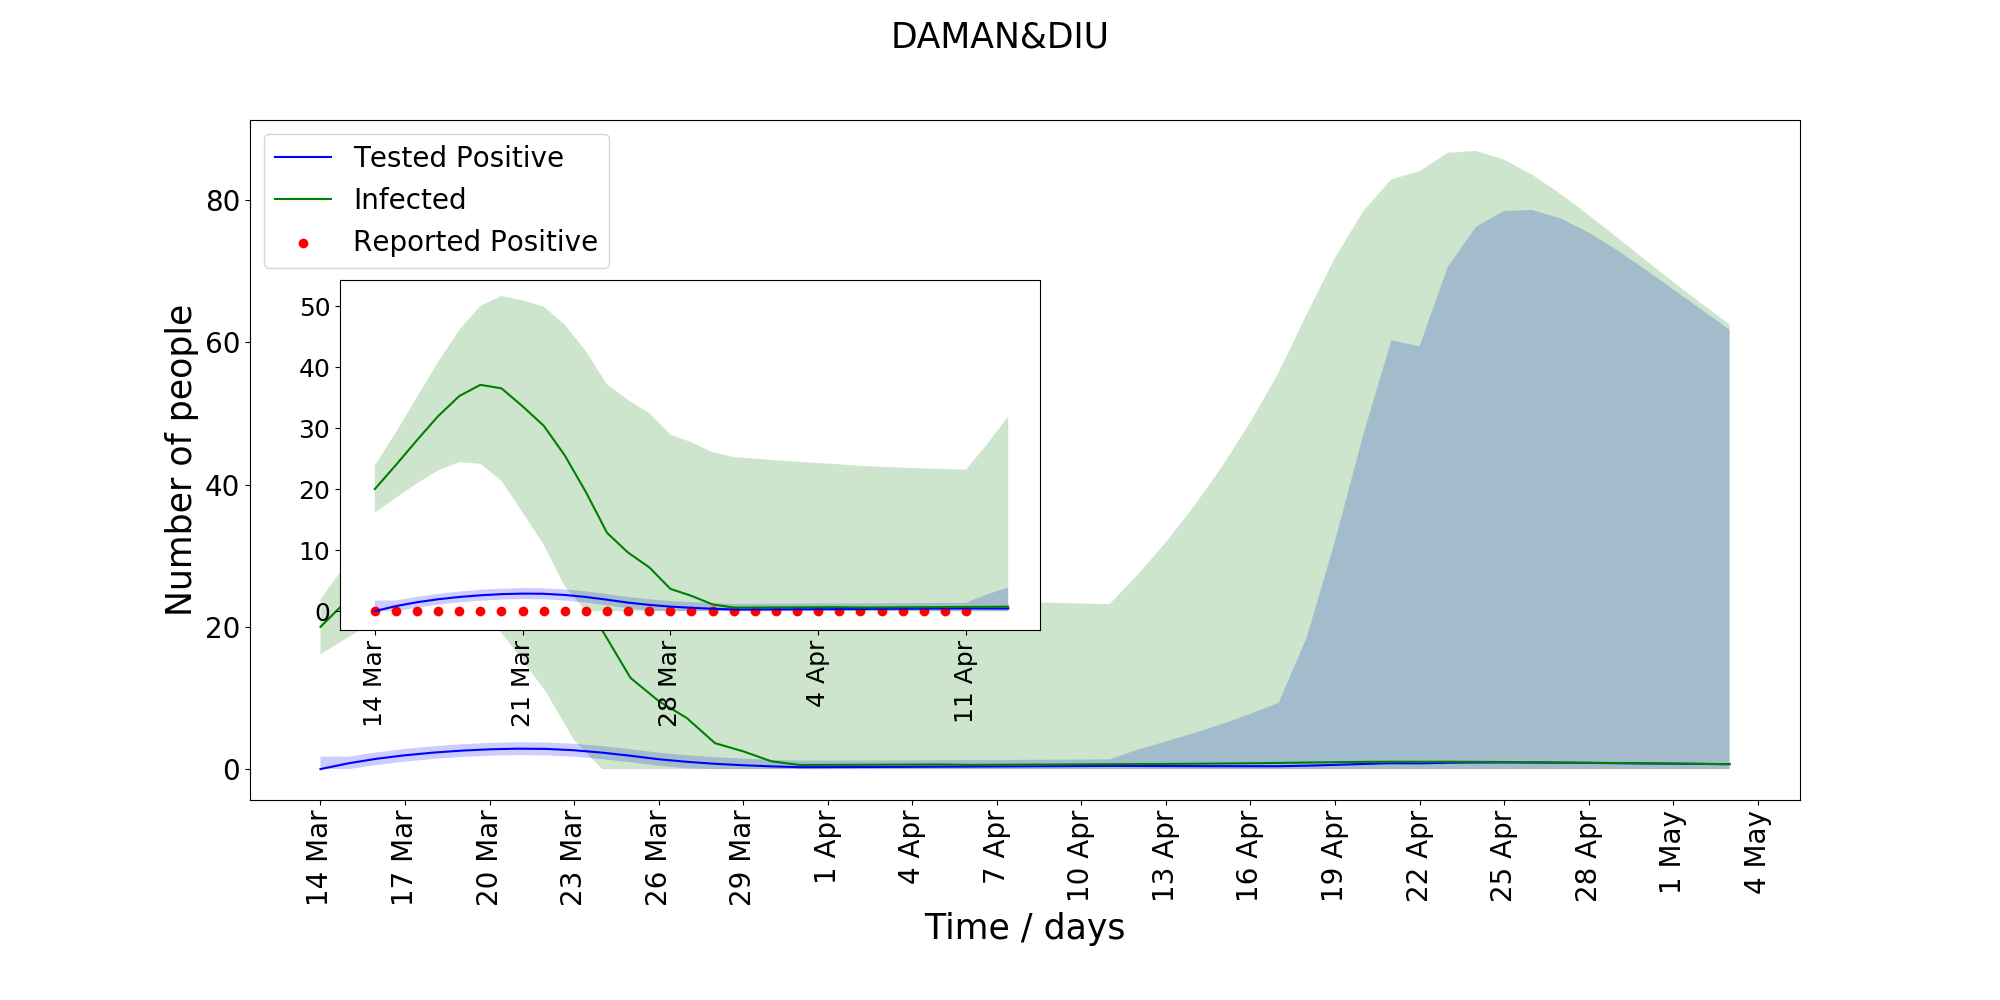 DAMAN&DIU
Tested Positive
Infected
Reported Positive
Number of people
80
60
40
20
0
50
40
30
20
10
0
14 Mar
21 Mar
28 Mar
4 Apr
11 Apr
14 Mar
17 Mar
20 Mar
23 Mar
26 Mar
29 Mar
1 Apr
4 Apr
7 Apr
10 Apr
13 Apr
16 Apr
19 Apr
22 Apr
25 Apr
28 Apr
1 May
4 May
Time / days